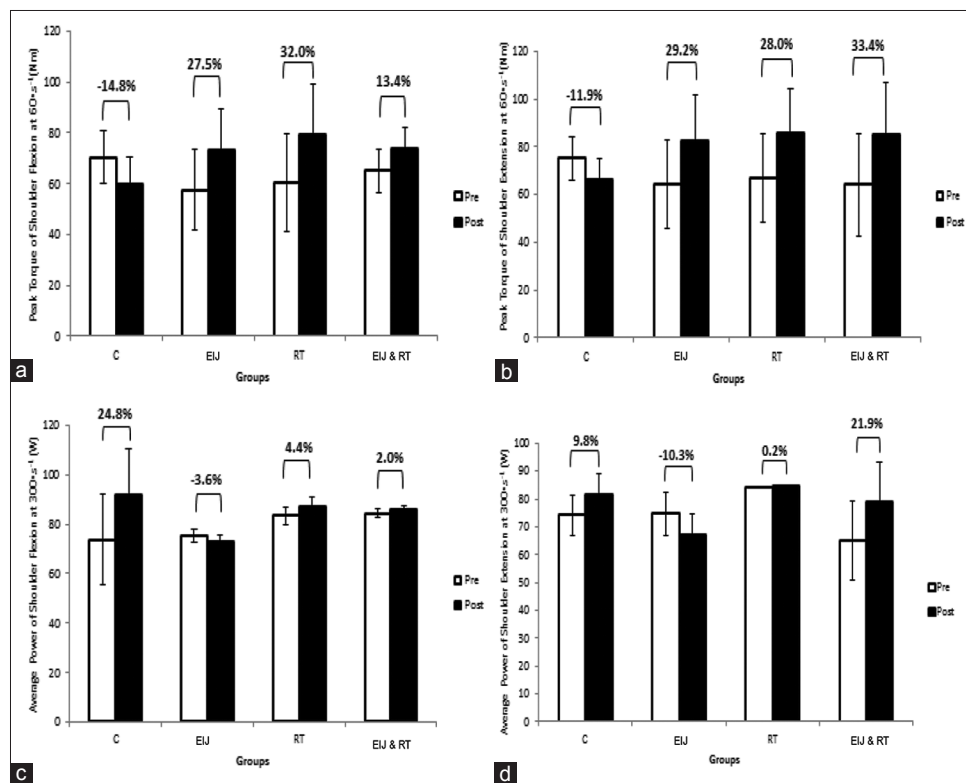 120
100
80
60
40
20
0
Peak Torque of Shoulder Flexion at 60•s⁻¹(Nm)
-14.8%
27.5%
32.0%
13.4%
Pre
Post
C
EIJ
RT
EIJ & RT
Groups
a
120
100
80
60
40
20
0
Peak Torque of Shoulder Extension at 60•s⁻¹(Nm)
-11.9%
29.2%
28.0%
33.4%
Pre
Post
C
EIJ
RT
EIJ & RT
Groups
b
120
100
80
60
40
20
0
Average Power of Shoulder Flexion at 300•s⁻¹ (W)
24.8%
-3.6%
4.4%
2.0%
Pre
Post
C
EIJ
RT
EIJ & RT
Groups
c
100
90
80
70
60
50
40
30
20
10
0
Average Power of Shoulder Extension at 300•s⁻¹ (W)
9.8%
-10.3%
0.2%
21.9%
Pre
Post
C
EIJ
RT
EIJ & RT
Groups
d